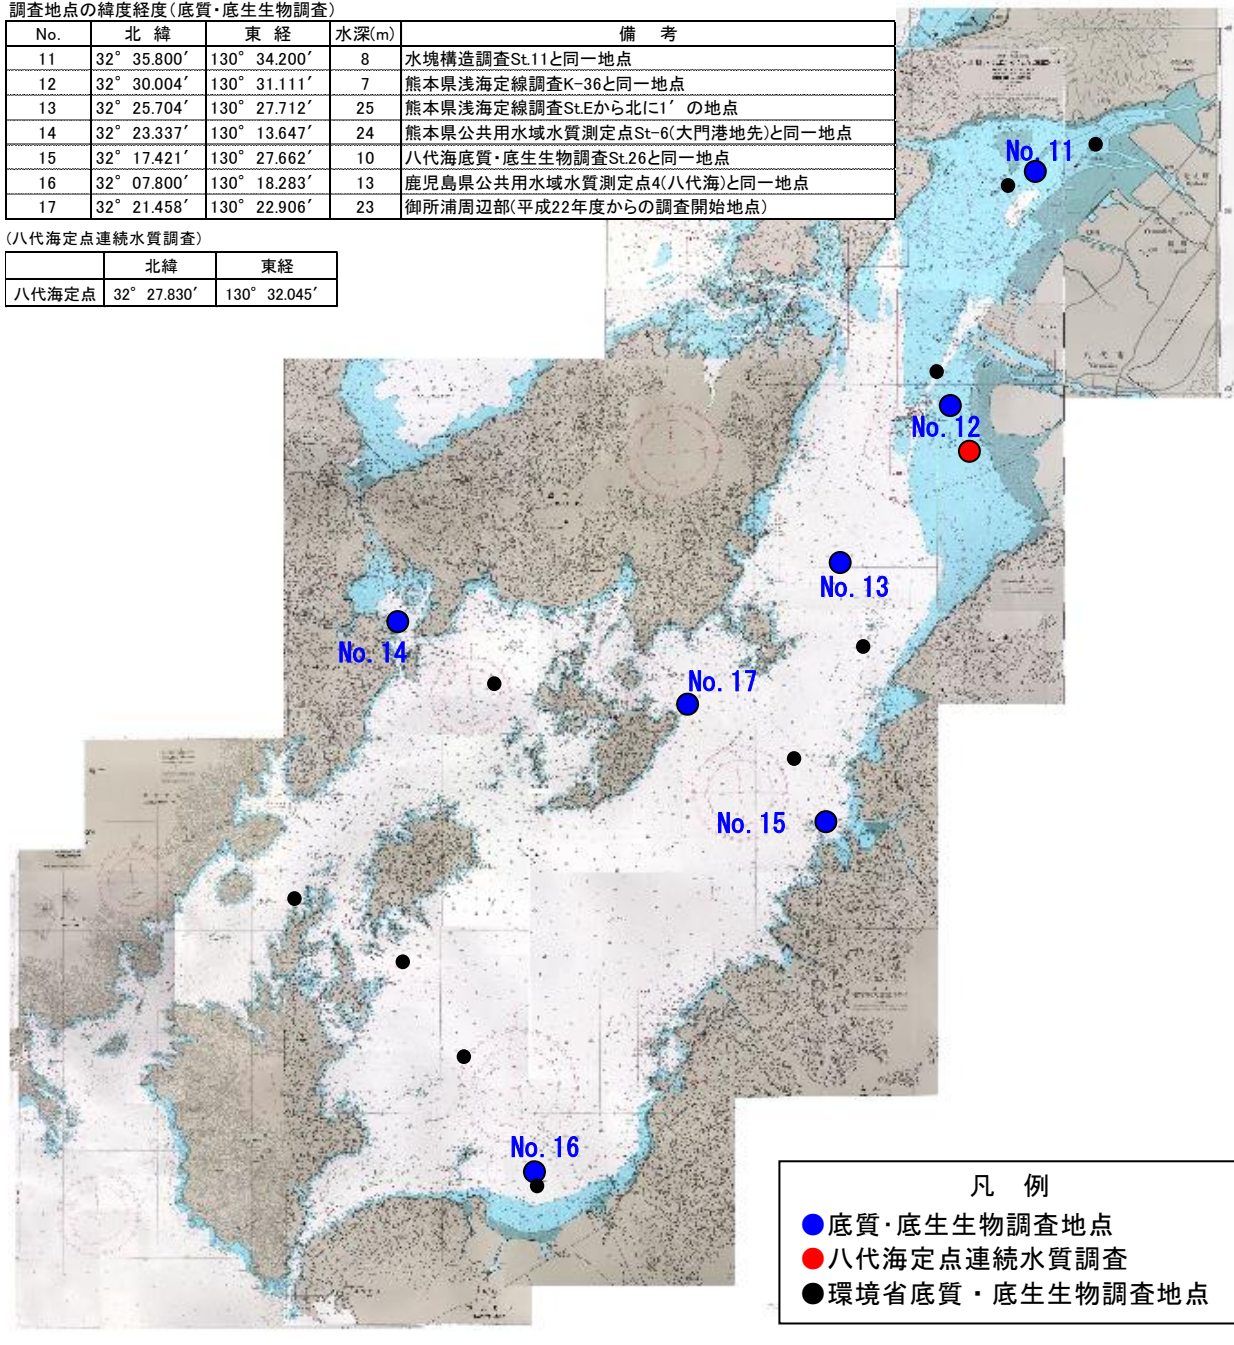 調査地点の緯度経度(底質・底生生物調査)
No. 北 緯 東 経 水深(m) 備 考
11 32° 35.800′ 130° 34.200′ 8 水塊構造調査St.11と同一地点
12 32° 30.004′ 130° 31.111′ 7 熊本県浅海定線調査K-36と同一地点
13 32° 25.704′ 130° 27.712′ 25 熊本県浅海定線調査St.Eから北に1′ の地点
14 32° 23.337′ 130° 13.647′ 24 熊本県公共用水域水質測定点St-6(大門港地先)と同一地点
15 32° 17.421′ 130° 27.662′ 10 八代海底質・底生生物調査St.26と同一地点
16 32° 07.800′ 130° 18.283′ 13 鹿児島県公共用水域水質測定点4(八代海)と同一地点
17 32° 21.458′ 130° 22.906′ 23 御所浦周辺部(平成22年度からの調査開始地点)
(八代海定点連続水質調査)
北緯 東経
八代海定点 32° 27.830′ 130° 32.045′
No. 11
No. 12
No. 13
No. 14
No. 17
No. 15
No. 16
凡 例
底質・底生生物調査地点
八代海定点連続水質調査
環境省底質・底生生物調査地点